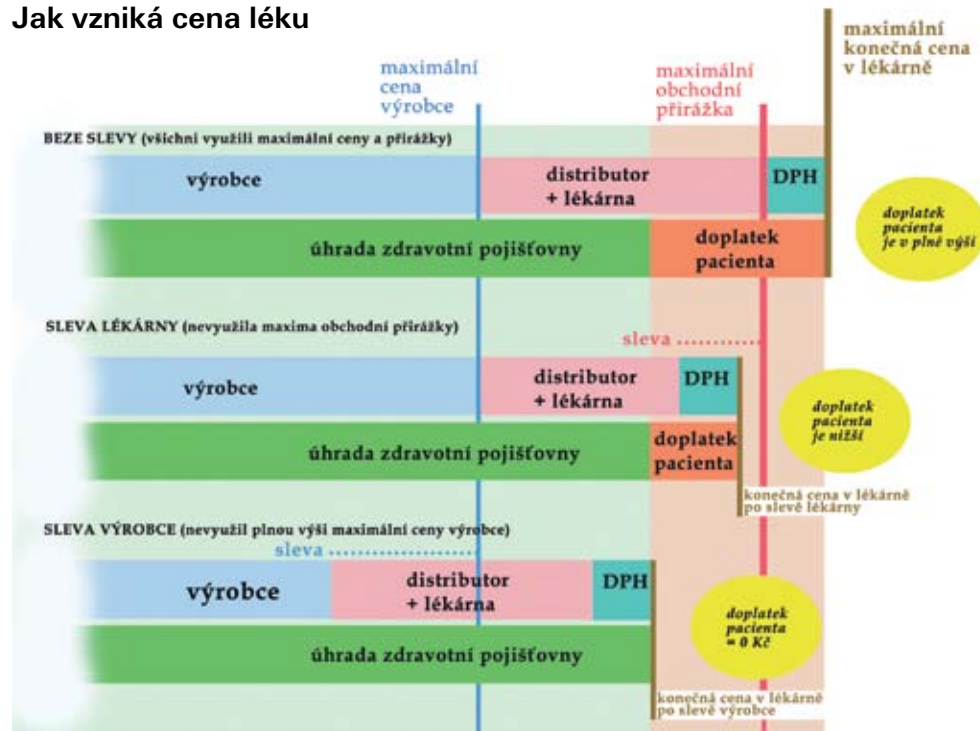 Jak vzniká cena léku
maximální
konečná cena
v lékárně
maximální
cena
výrobce
maximální
obchodní
přirážka
BEZE SLEVY (všichni využili maximální ceny a přirážky)
výrobce
distributor
+ lékárna
DPH
úhrada zdravotní pojišťovny
doplatek
pacienta
doplatek
pacienta
je v plné výši
SLEVA LÉKÁRNY (nevyužila maxima obchodní přirážky)
sleva ............
výrobce
distributor
+ lékárna
DPH
úhrada zdravotní pojišťovny
doplatek
pacienta
doplatek
pacienta
je nižší
konečná cena v lékárně
po slevě lékárny
SLEVA VÝROBCE (nevyužil plnou výši maximální ceny výrobce)
sleva ....................
výrobce
distributor
+ lékárna
DPH
úhrada zdravotní pojišťovny
doplatek
pacienta
= 0 Kč
konečná cena v lékárně
po slevě výrobce